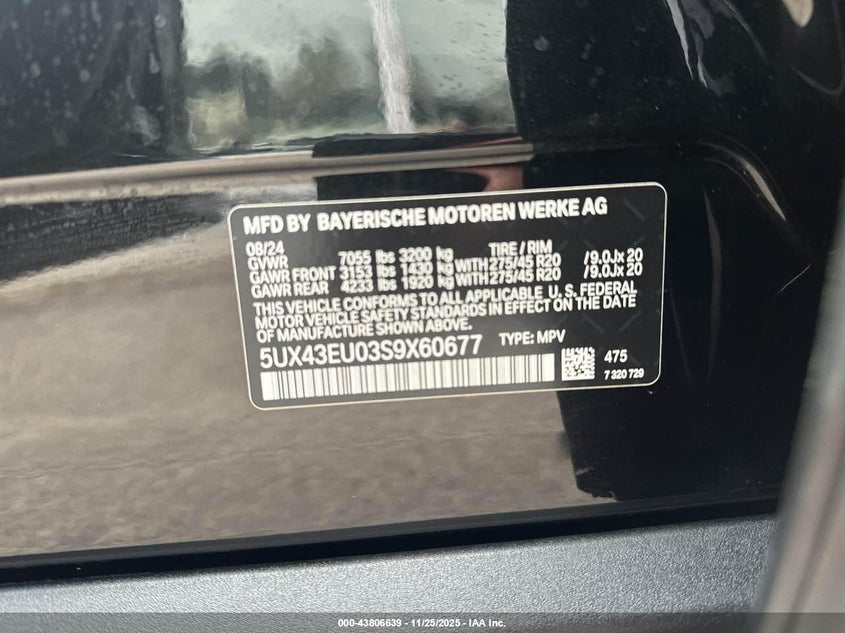 MFD BY BAYERISCHE MOTOREN WERKE AG
08/24 TIRE / RIM
GVWR 7055 lbs 3200 kg
GAWR FRONT 3153 lbs 1430 kg WITH 275/45 R20 /9.0Jx20
GAWR REAR 4233 lbs 1920 kg WITH 275/45 R20 /9.0Jx20
THIS VEHICLE CONFORMS TO ALL APPLICABLE U. S. FEDERAL
MOTOR VEHICLE SAFETY STANDARDS IN EFFECT ON THE DATE
OF MANUFACTURE SHOWN ABOVE.
5UX43EU03S9X60677 TYPE: MPV
475
7 320 729
000-43806639 - 11/25/2025 - IAA Inc.